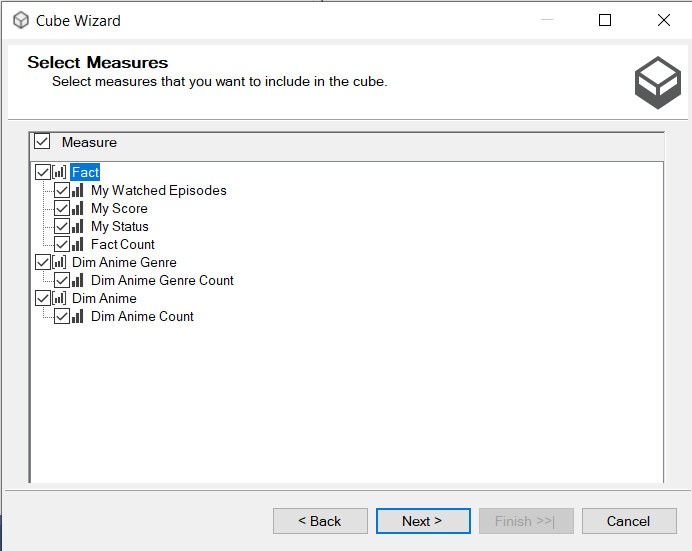 Cube Wizard
Select Measures
Select measures that you want to include in the cube.
Measure
Fact
My Watched Episodes
My Score
My Status
Fact Count
Dim Anime Genre
Dim Anime Genre Count
Dim Anime
Dim Anime Count
< Back Next > Finish >>| Cancel